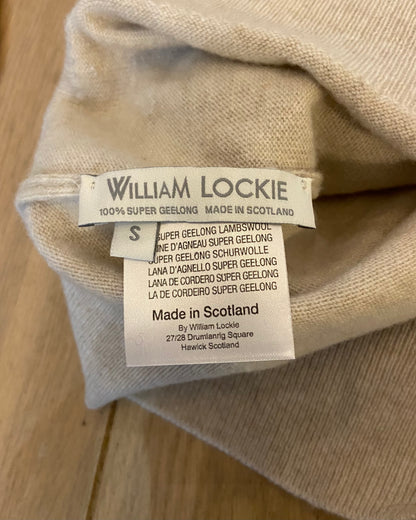 WILLIAM LOCKIE
100% SUPER GEELONG MADE IN SCOTLAND
S
SUPER GEELONG LAMBSWOOL
D'AGNEAU SUPER GEELONG
SUPER GEELONG SCHURWOLLE
LANA D'AGNELLO SUPER GEELONG
LANA DE CORDERO SUPER GEELONG
LA DE CORDEIRO SUPER GEELONG
Made in Scotland
By William Lockie
27/28 Drumlanrig Square
Hawick Scotland